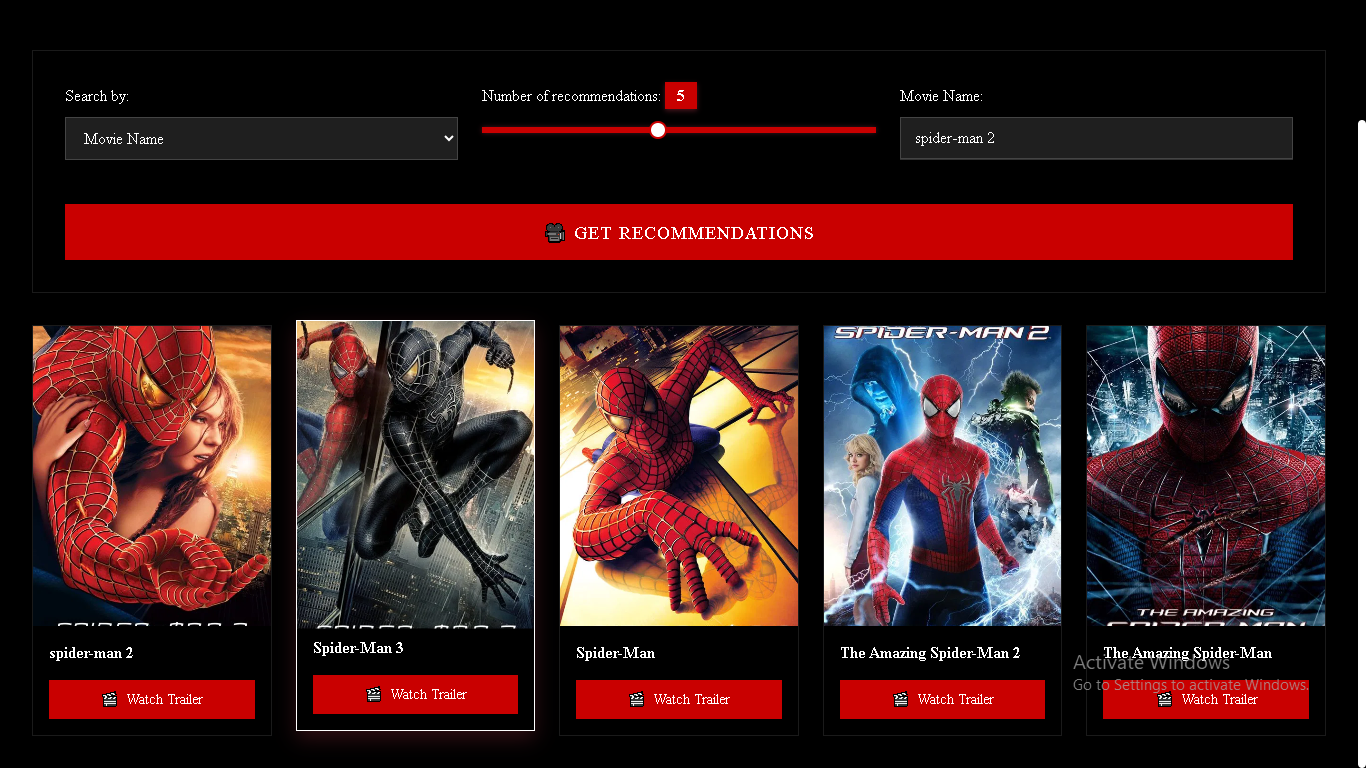 Search by:
Number of recommendations: 5
Movie Name:
Movie Name
spider-man 2
GET RECOMMENDATIONS
SPIDER-MAN 2
THE AMAZING
spider-man 2
Spider-Man 3
Spider-Man
The Amazing Spider-Man 2
The Amazing Spider-Man
Watch Trailer
Watch Trailer
Watch Trailer
Watch Trailer
Watch Trailer
Activate Windows
Go to Settings to activate Windows.